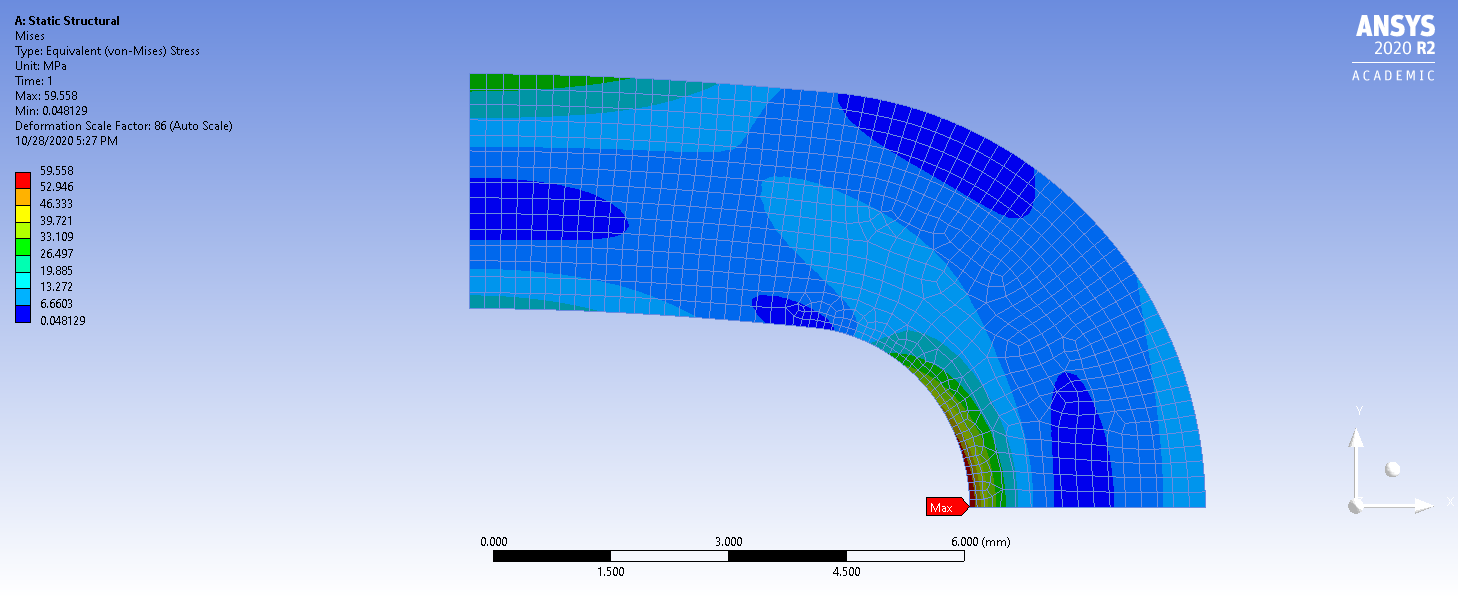 A: Static Structural
Mises
Type: Equivalent (von-Mises) Stress
Unit: MPa
Time: 1
Max: 59.558
Min: 0.048129
Deformation Scale Factor: 86 (Auto Scale)
10/28/2020 5:27 PM
59.558
52.946
46.333
39.721
33.109
26.497
19.885
13.272
6.6603
0.048129
ANSYS
2020 R2
ACADEMIC
Max
0.000 3.000 6.000 (mm)
1.500 4.500
Y
X